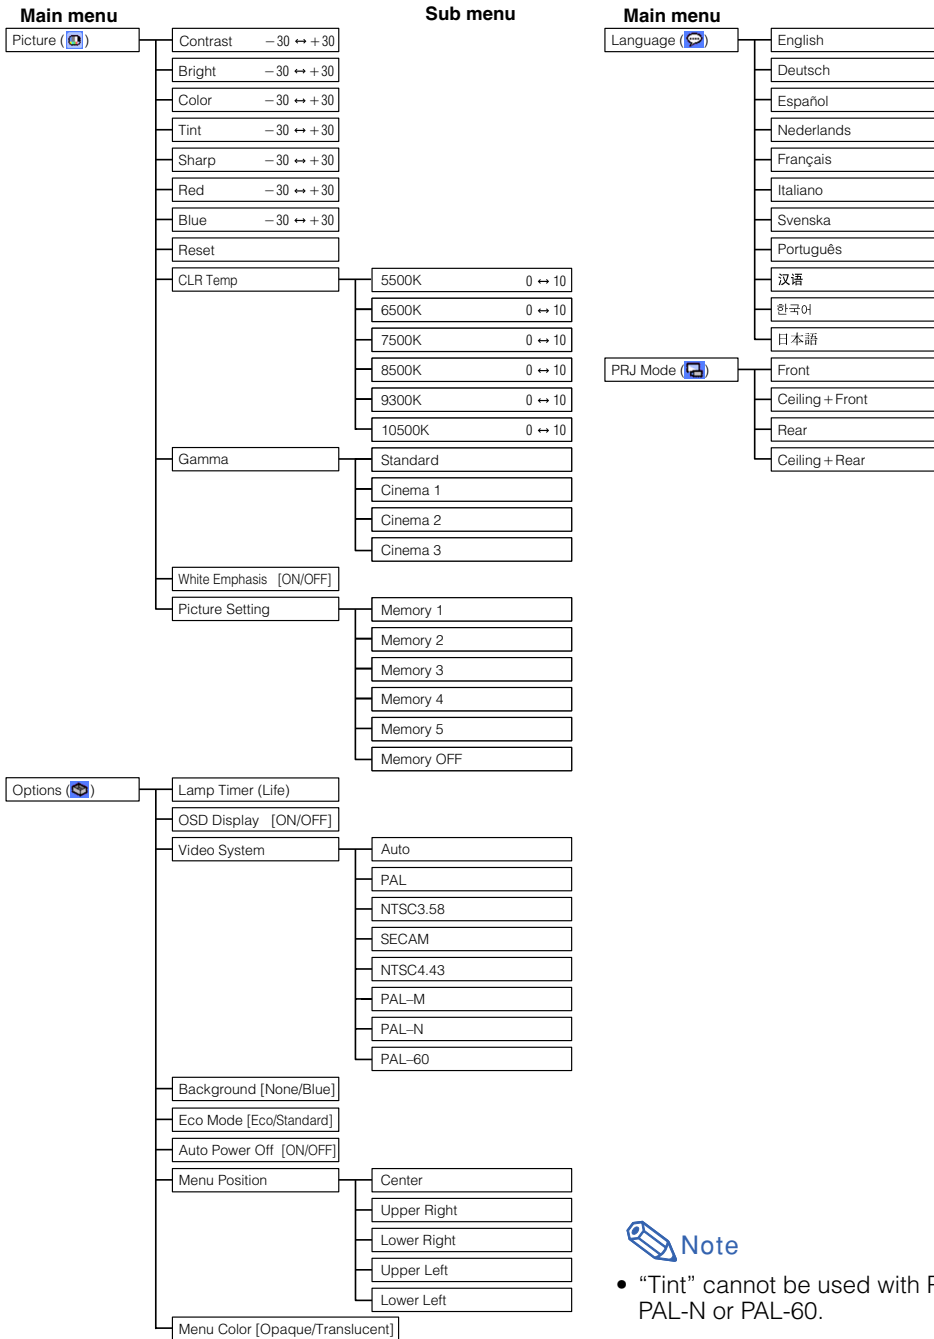 Main menu
Sub menu
Main menu
Picture ( )
Contrast −30 ↔ +30
Bright −30 ↔ +30
Color −30 ↔ +30
Tint −30 ↔ +30
Sharp −30 ↔ +30
Red −30 ↔ +30
Blue −30 ↔ +30
Reset
CLR Temp
5500K 0 ↔ 10
6500K 0 ↔ 10
7500K 0 ↔ 10
8500K 0 ↔ 10
9300K 0 ↔ 10
10500K 0 ↔ 10
Gamma
Standard
Cinema 1
Cinema 2
Cinema 3
White Emphasis [ON/OFF]
Picture Setting
Memory 1
Memory 2
Memory 3
Memory 4
Memory 5
Memory OFF
Options ( )
Lamp Timer (Life)
OSD Display [ON/OFF]
Video System
Auto
PAL
NTSC3.58
SECAM
NTSC4.43
PAL–M
PAL–N
PAL–60
Background [None/Blue]
Eco Mode [Eco/Standard]
Auto Power Off [ON/OFF]
Menu Position
Center
Upper Right
Lower Right
Upper Left
Lower Left
Menu Color [Opaque/Translucent]
Language ( )
English
Deutsch
Español
Nederlands
Français
Italiano
Svenska
Português
汉语
한국어
日本語
PRJ Mode ( )
Front
Ceiling+Front
Rear
Ceiling+Rear
Note
• “Tint” cannot be used with
PAL-N or PAL-60.